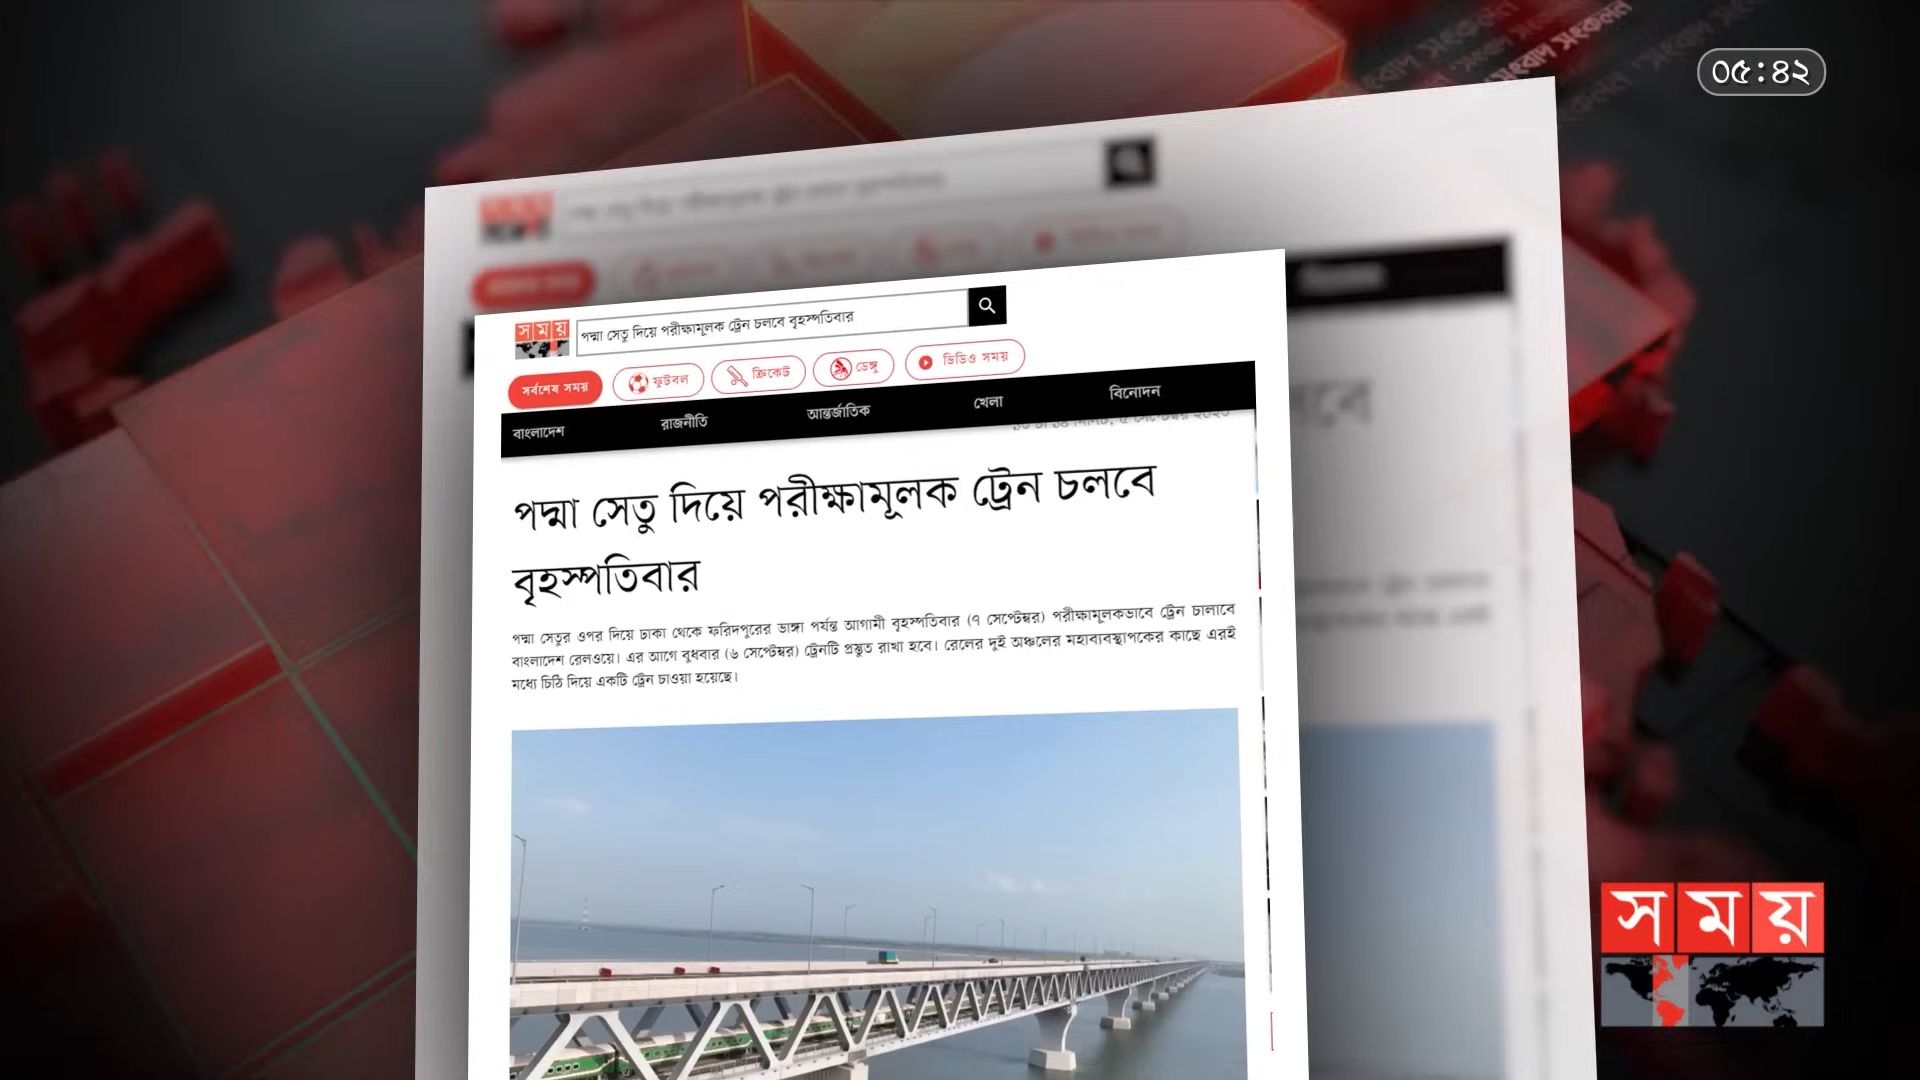 সংবাদ সংকলন
০৫:৪২
সময়
পদ্মা সেতু দিয়ে পরীক্ষামূলক ট্রেন চলবে বৃহস্পতিবার
সর্বশেষ সময় ফুটবল ক্রিকেট ডেঙ্গু ভিডিও সময়
বাংলাদেশ রাজনীতি আন্তর্জাতিক খেলা বিনোদন
পদ্মা সেতু দিয়ে পরীক্ষামূলক ট্রেন চলবে
বৃহস্পতিবার
পদ্মা সেতুর ওপর দিয়ে ঢাকা থেকে ফরিদপুরের ভাঙ্গা পর্যন্ত আগামী বৃহস্পতিবার (৭ সেপ্টেম্বর) পরীক্ষামূলকভাবে ট্রেন চালাবে
বাংলাদেশ রেলওয়ে। এর আগে বুধবার (৬ সেপ্টেম্বর) ট্রেনটি প্রস্তুত রাখা হবে। রেলের দুই অঞ্চলের মহাব্যবস্থাপকের কাছে এরই
মধ্যে চিঠি দিয়ে একটি ট্রেন চাওয়া হয়েছে।
সময়